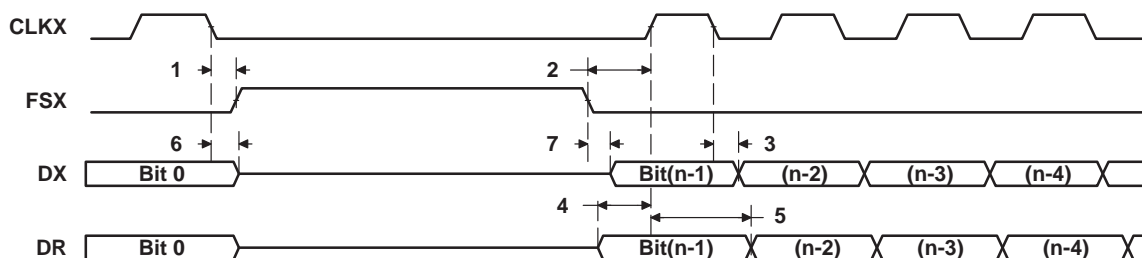 CLKX
1 2
FSX
6 7 3
DX Bit 0 Bit(n-1) (n-2) (n-3) (n-4)
4 5
DR Bit 0 Bit(n-1) (n-2) (n-3) (n-4)